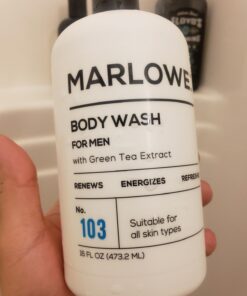 FLOYD'S
MARLOWE.
BODY WASH
FOR MEN
with Green Tea Extract
RENEWS ENERGIZES
No.
103
Suitable for
all skin types
16 FL OZ (473.2 ML)